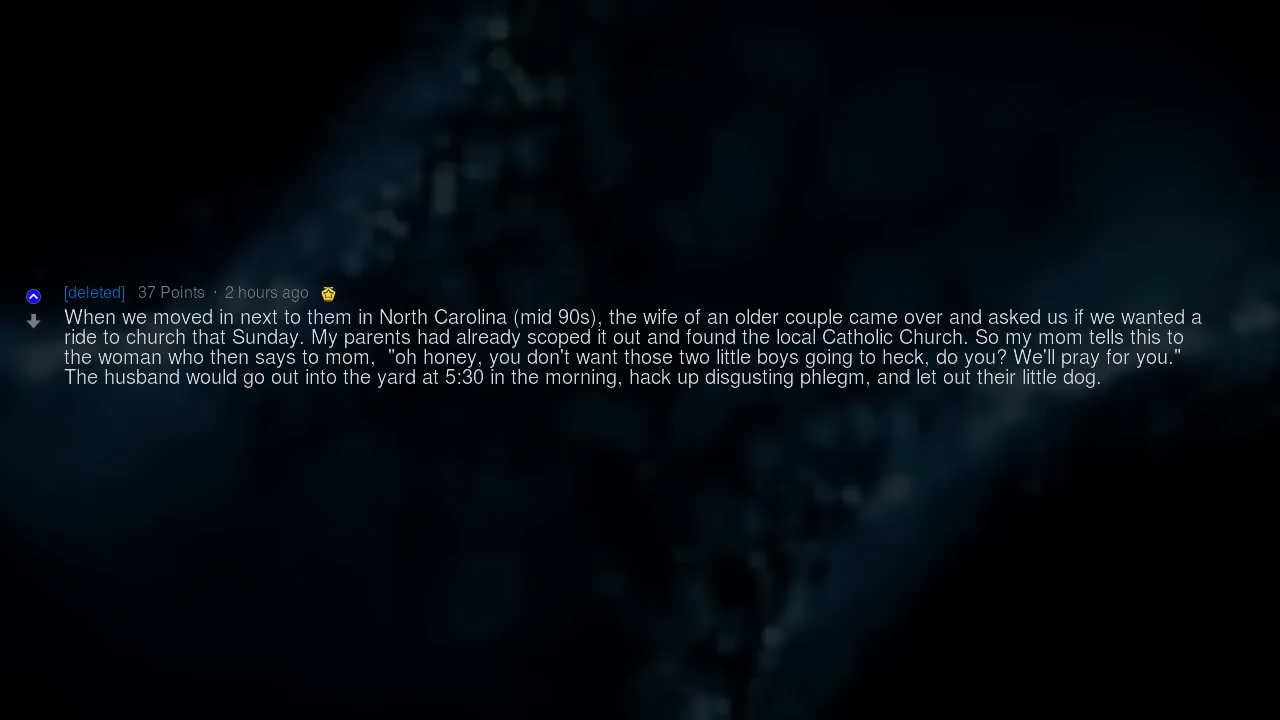 [deleted] 37 Points · 2 hours ago
When we moved in next to them in North Carolina (mid 90s), the wife of an older couple came over and asked us if we wanted a
ride to church that Sunday. My parents had already scoped it out and found the local Catholic Church. So my mom tells this to
the woman who then says to mom,  "oh honey, you don't want those two little boys going to heck, do you? We'll pray for you."
The husband would go out into the yard at 5:30 in the morning, hack up disgusting phlegm, and let out their little dog.